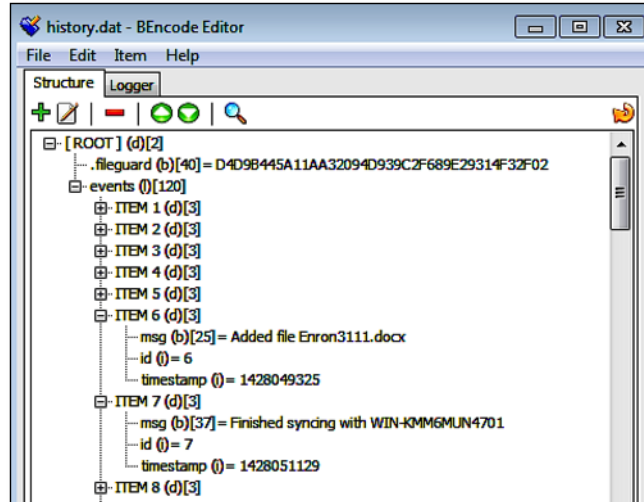 history.dat - BEncode Editor
File Edit Item Help
Structure Logger
[ROOT] (d)[2]
.fileguard (b)[40]= D4D9B445A11AA32094D939C2F689E29314F32F02
events (l)[120]
ITEM 1 (d)[3]
ITEM 2 (d)[3]
ITEM 3 (d)[3]
ITEM 4 (d)[3]
ITEM 5 (d)[3]
ITEM 6 (d)[3]
msg (b)[25]= Added file Enron3111.docx
id (i)= 6
timestamp (i)= 1428049325
ITEM 7 (d)[3]
msg (b)[37]= Finished syncing with WIN-KMM6MUN4701
id (i)= 7
timestamp (i)= 1428051129
ITEM 8 (d)[3]